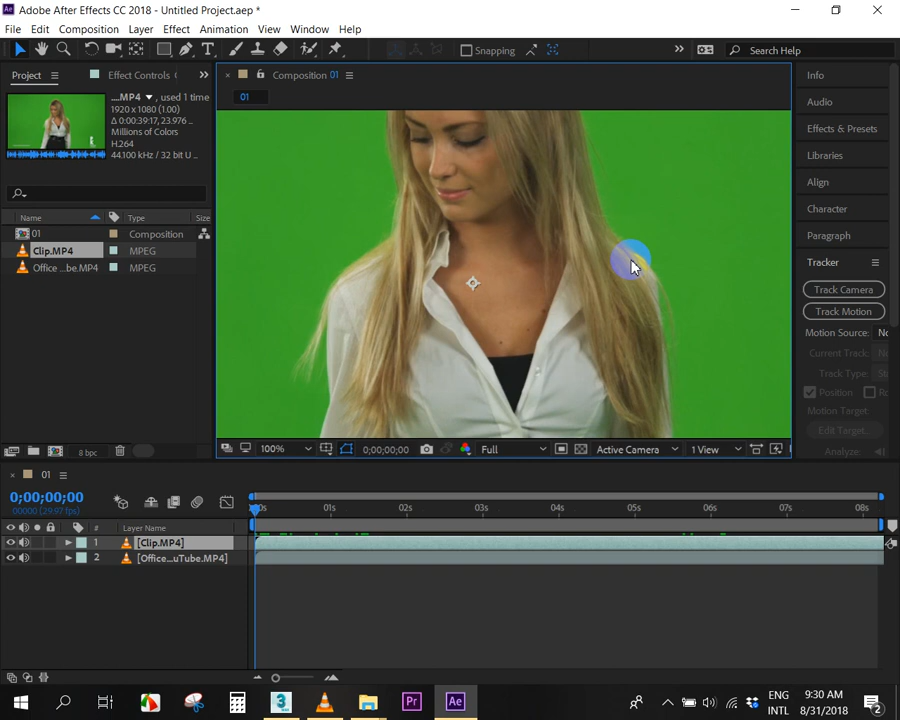 Adobe After Effects CC 2018 - Untitled Project.aep *
File Edit Composition Layer Effect Animation View Window Help
Snapping
Search Help
Project
Effect Controls
Composition 01
01
....MP4, used 1 time
1920 x 1080 (1.00)
Δ 0:00:39;17, 23,976 ...
Millions of Colors
H.264
44.100 kHz / 32 bit U ...
Name Type Size
01 Composition
Clip.MP4 MPEG
Office ...be.MP4 MPEG
8 bpc
100%
0;00;00;00
Full
Active Camera
1 View
Info
Audio
Effects & Presets
Libraries
Align
Character
Paragraph
Tracker
Track Camera
Track Motion
Motion Source: No
Current Track: No
Track Type: Sta
Position Ro
Motion Target:
Edit Target...
Analyze:
01
0;00;00;00
00000 (29.97 fps)
# Layer Name
01s 02s 03s 04s 05s 06s 07s 08s
1 [Clip.MP4]
2 [Office...uTube.MP4]
3
Pr
Ae
ENG
INTL
9:30 AM
8/31/2018
2